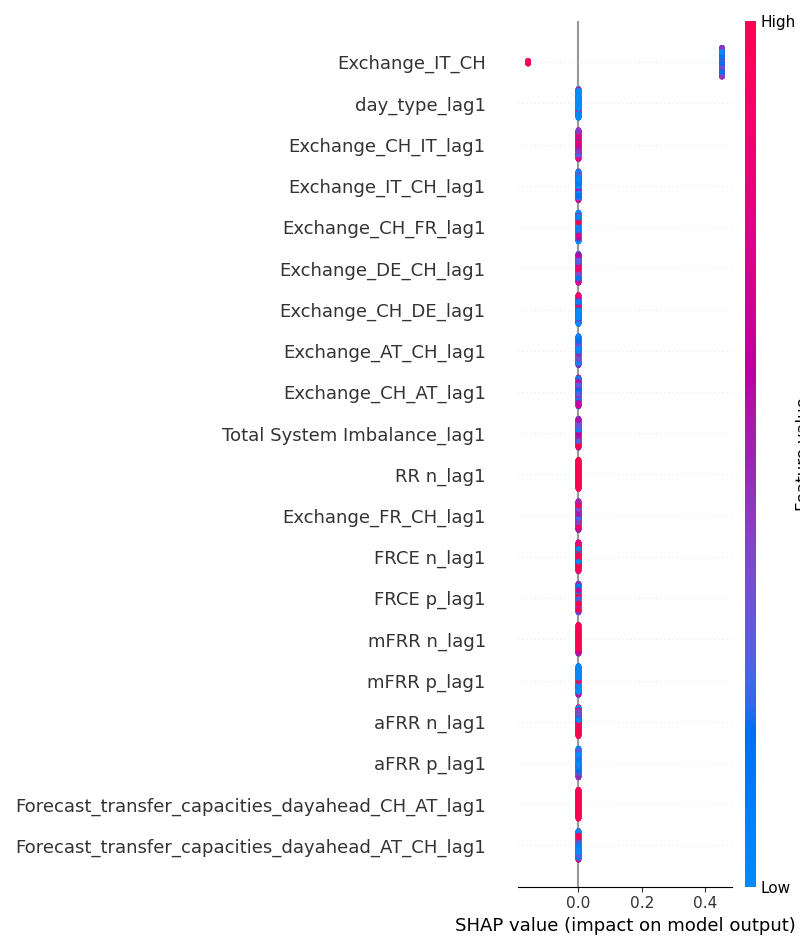 High
Exchange_IT_CH
day_type_lag1
Exchange_CH_IT_lag1
Exchange_IT_CH_lag1
Exchange_CH_FR_lag1
Exchange_DE_CH_lag1
Exchange_CH_DE_lag1
Exchange_AT_CH_lag1
Exchange_CH_AT_lag1
Total System Imbalance_lag1
RR n_lag1
Exchange_FR_CH_lag1
FRCE n_lag1
FRCE p_lag1
mFRR n_lag1
mFRR p_lag1
aFRR n_lag1
aFRR p_lag1
Forecast_transfer_capacities_dayahead_CH_AT_lag1
Forecast_transfer_capacities_dayahead_AT_CH_lag1
Low
0.0 0.2 0.4
SHAP value (impact on model output)